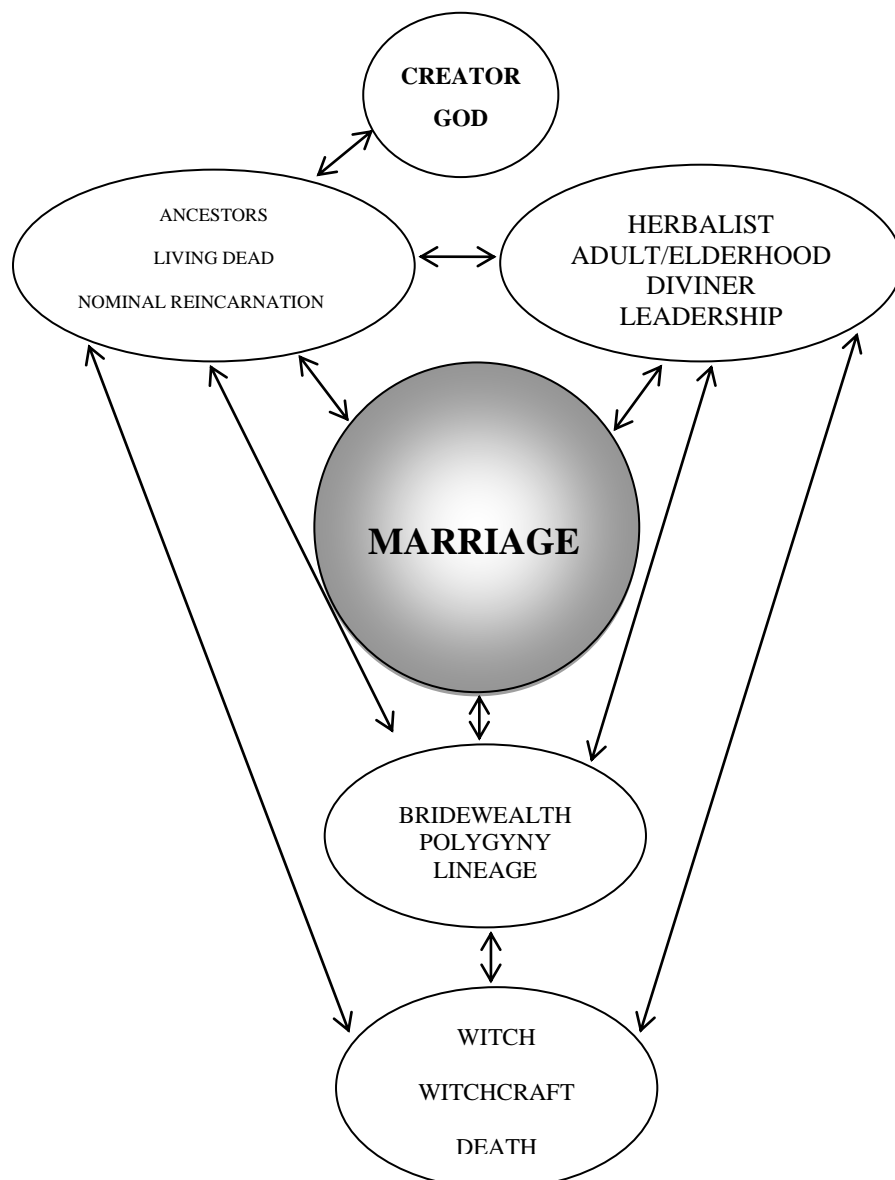 CREATOR
GOD
ANCESTORS
LIVING DEAD
NOMINAL REINCARNATION
HERBALIST
ADULT/ELDERHOOD
DIVINER
LEADERSHIP
MARRIAGE
BRIDEWEALTH
POLYGYNY
LINEAGE
WITCH
WITCHCRAFT
DEATH